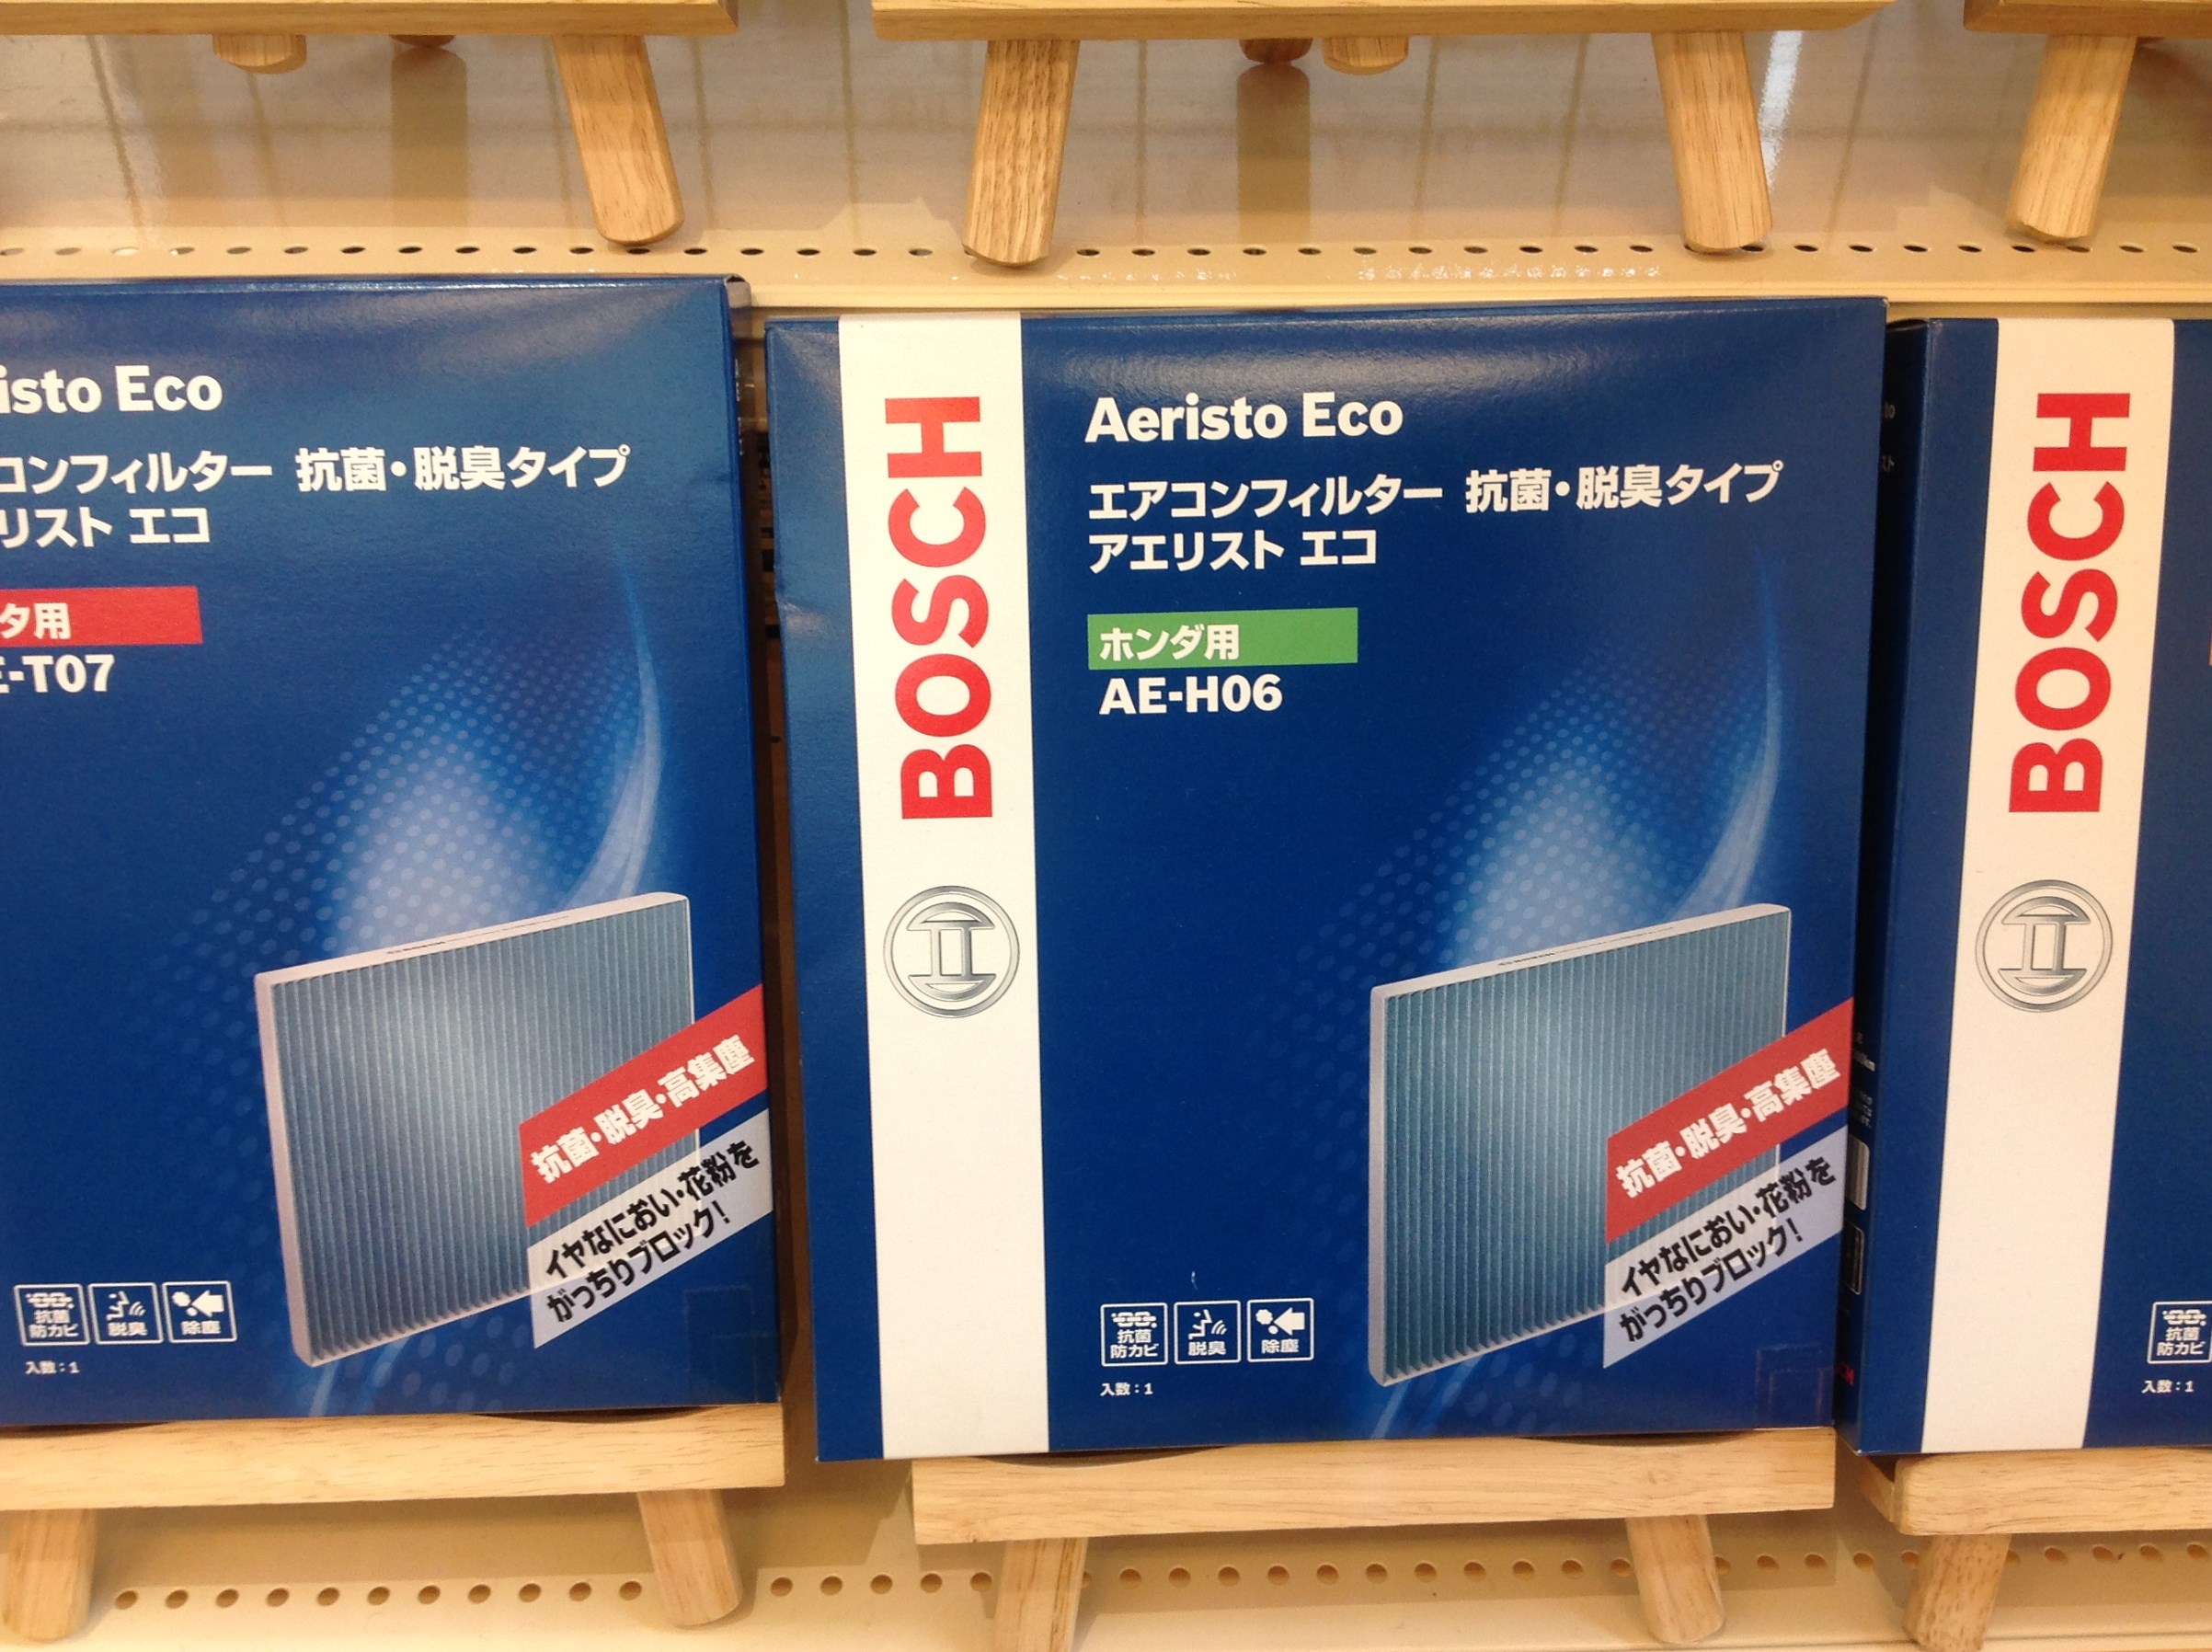 isto Eco
コンフィルター 抗菌・脱臭タイプ
リスト エコ
タ用
E-T07
抗菌・脱臭・高集塵
イヤなにおい・花粉を
がっちりブロック!
抗菌
防カビ
脱臭
除塵
入数:1
BOSCH
Aeristo Eco
エアコンフィルター 抗菌・脱臭タイプ
アエリスト エコ
ホンダ用
AE-H06
抗菌・脱臭・高集塵
イヤなにおい・花粉を
がっちりブロック!
抗菌
防カビ
脱臭
除塵
入数:1
BOSCH
抗菌
防カビ
入数:1